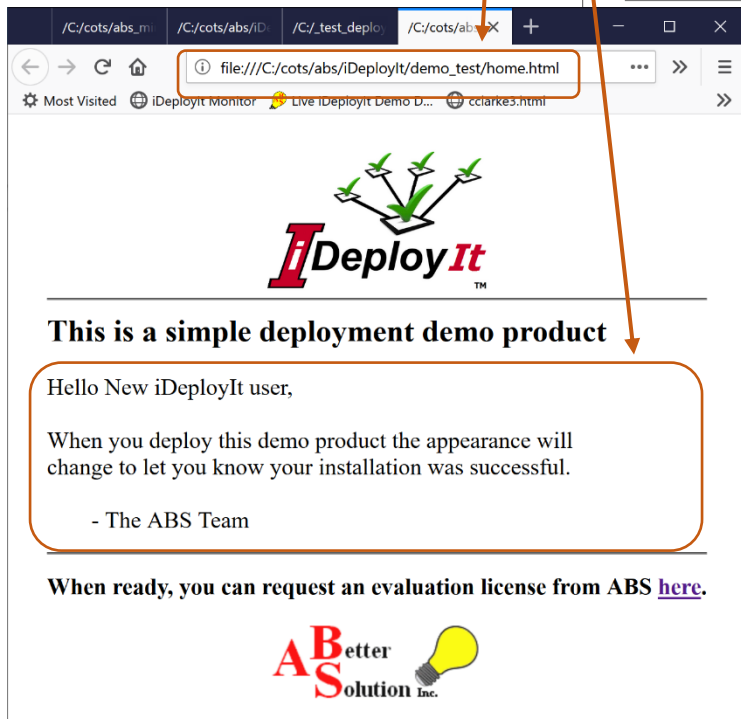 /C:/cots/abs_mi
/C:/cots/abs/iD
/C:/_test_deploy
/C:/cots/abs
file:///C:/cots/abs/iDeployIt/demo_test/home.html
Most Visited
iDeployIt Monitor
Live iDeployIt Demo D...
cclarke3.html
iDeployIt
TM
This is a simple deployment demo product
Hello New iDeployIt user,
When you deploy this demo product the appearance will
change to let you know your installation was successful.
- The ABS Team
When ready, you can request an evaluation license from ABS here.
A Better
Solution Inc.